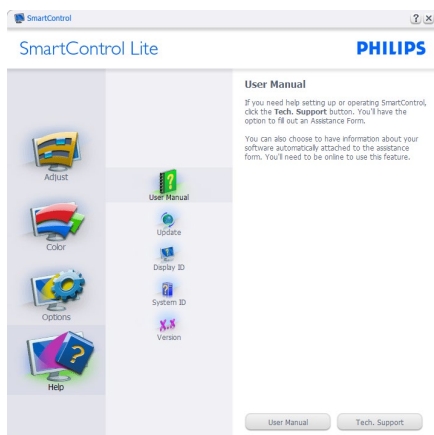 SmartControl
SmartControl Lite
PHILIPS
Adjust
Color
Options
Help
User Manual
Update
Display ID
System ID
X.X
Version
User Manual
If you need help setting up or operating SmartControl,
click the Tech. Support button. You'll have the
option to fill out an Assistance Form.
You can also choose to have information about your
software automatically attached to the assistance
form. You'll need to be online to use this feature.
User Manual
Tech. Support